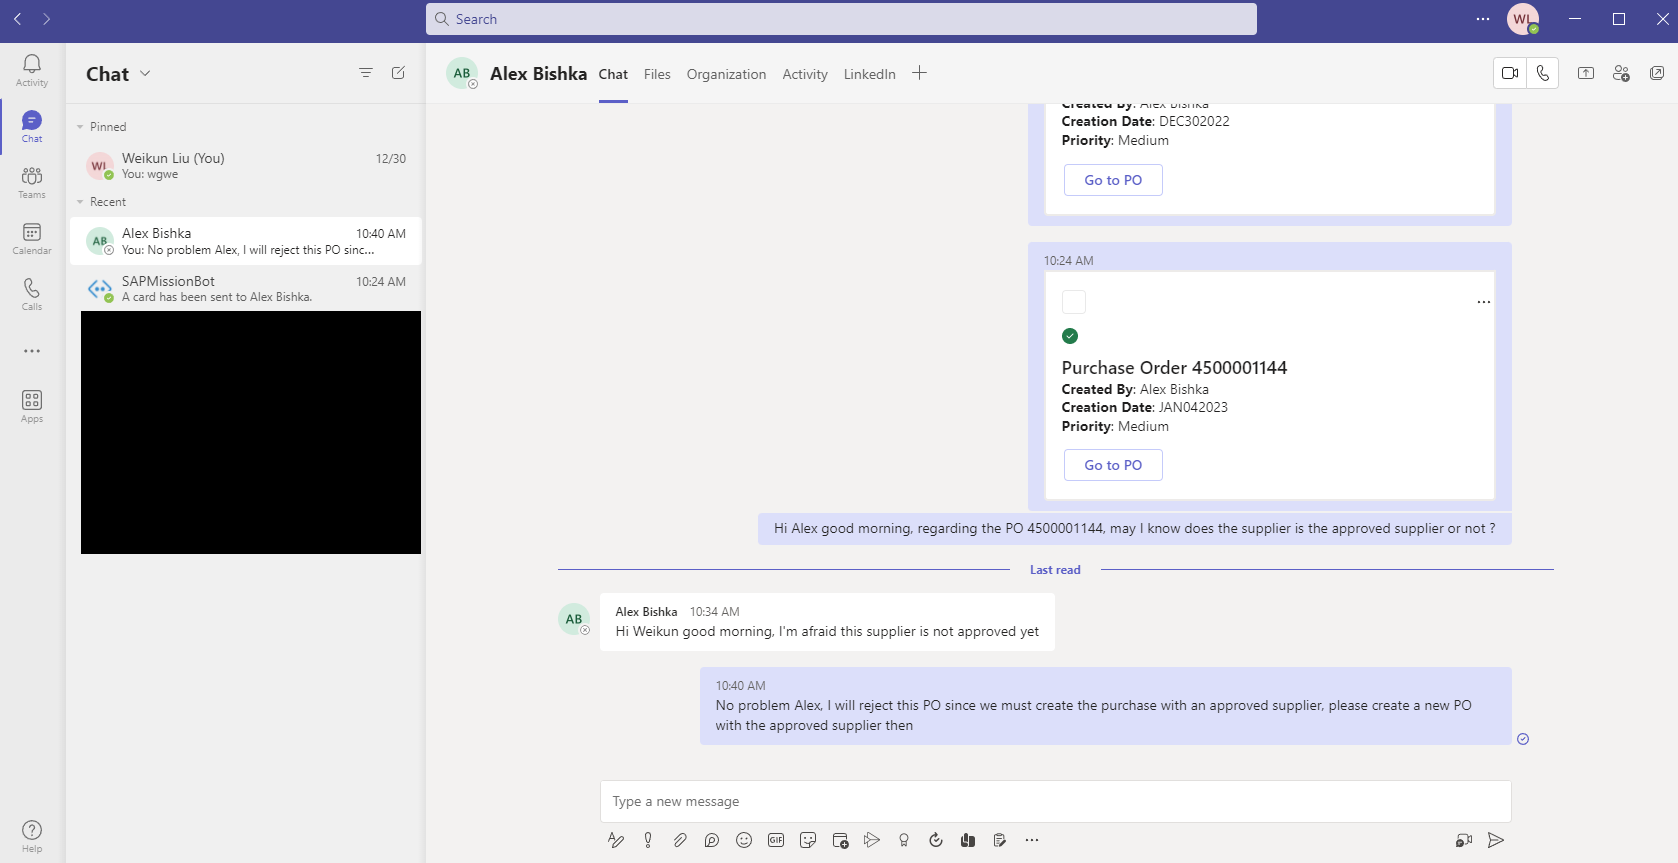 Search
WL
Activity
Chat
Teams
Calendar
Calls
Apps
Help
Chat
Pinned
WL
Weikun Liu (You)
12/30
You: wgwe
Recent
AB
Alex Bishka
10:40 AM
You: No problem Alex, I will reject this PO sinc...
SAPMissionBot
10:24 AM
A card has been sent to Alex Bishka.
AB
Alex Bishka
Chat
Files
Organization
Activity
LinkedIn
Created By: Alex Bishka
Creation Date: DEC302022
Priority: Medium
Go to PO
10:24 AM
Purchase Order 4500001144
Created By: Alex Bishka
Creation Date: JAN042023
Priority: Medium
Go to PO
Hi Alex good morning, regarding the PO 4500001144, may I know does the supplier is the approved supplier or not ?
Last read
AB
Alex Bishka 10:34 AM
Hi Weikun good morning, I'm afraid this supplier is not approved yet
10:40 AM
No problem Alex, I will reject this PO since we must create the purchase with an approved supplier, please create a new PO
with the approved supplier then
Type a new message
GIF